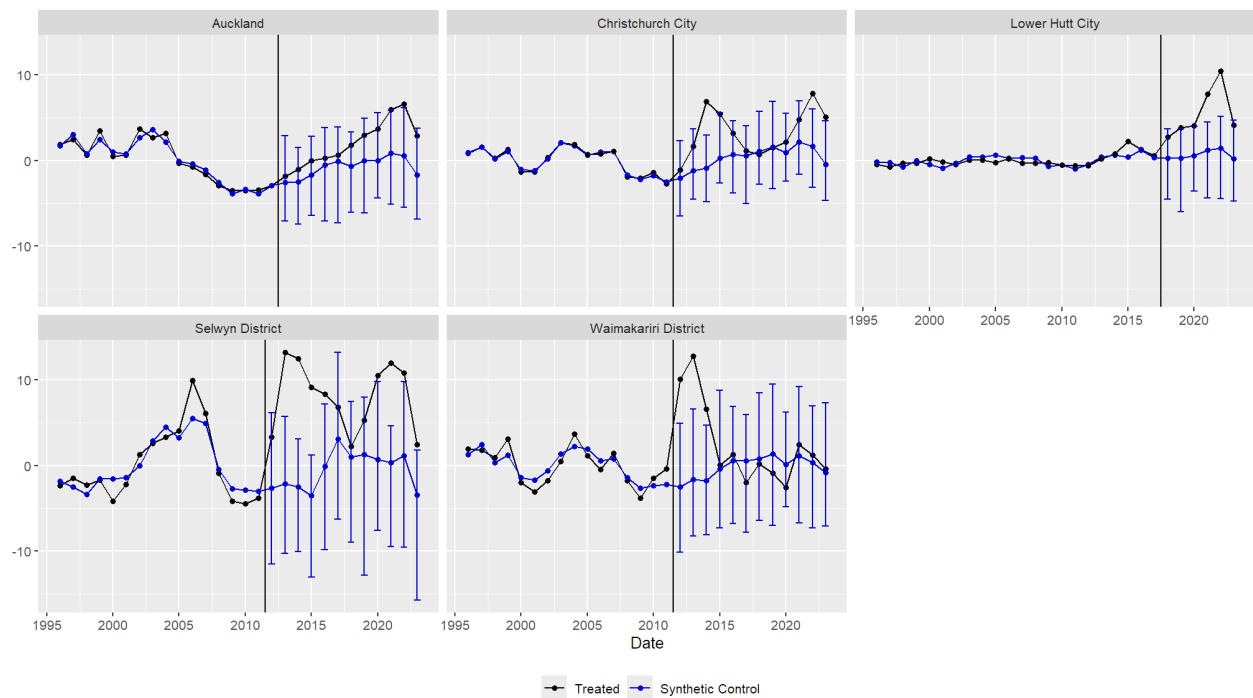 Auckland
Christchurch City
Lower Hutt City
10
0
-10
1995 2000 2005 2010 2015 2020
Selwyn District
Waimakariri District
10
0
-10
1995 2000 2005 2010 2015 2020
1995 2000 2005 2010 2015 2020
Date
Treated
Synthetic Control